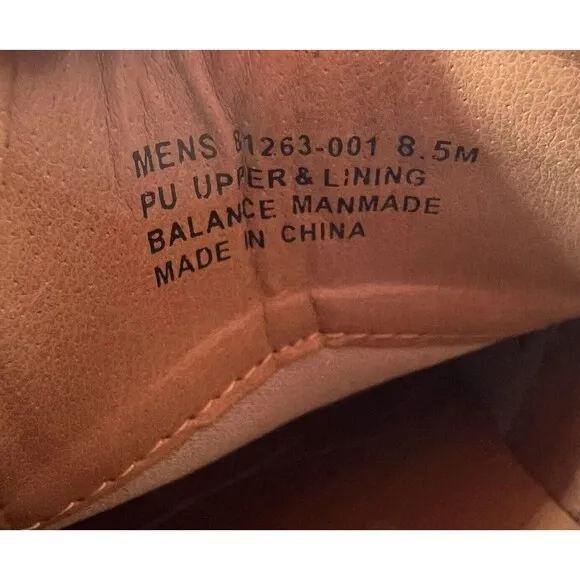 MENS 81263-001 8.5M
PU UPPER & LINING
BALANCE MANMADE
MADE IN CHINA